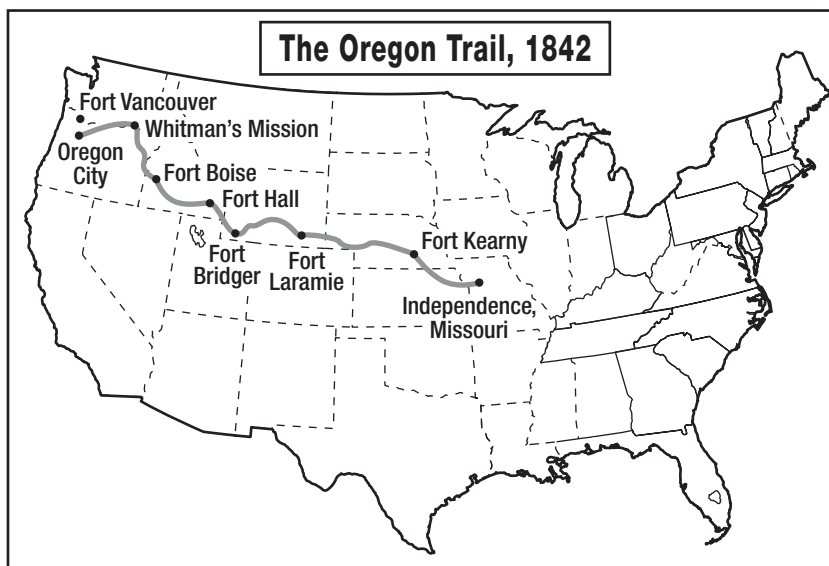 The Oregon Trail, 1842
Fort Vancouver
Whitman’s Mission
Oregon
City
Fort Boise
Fort Hall
Fort
Bridger
Fort
Laramie
Fort Kearny
Independence,
Missouri